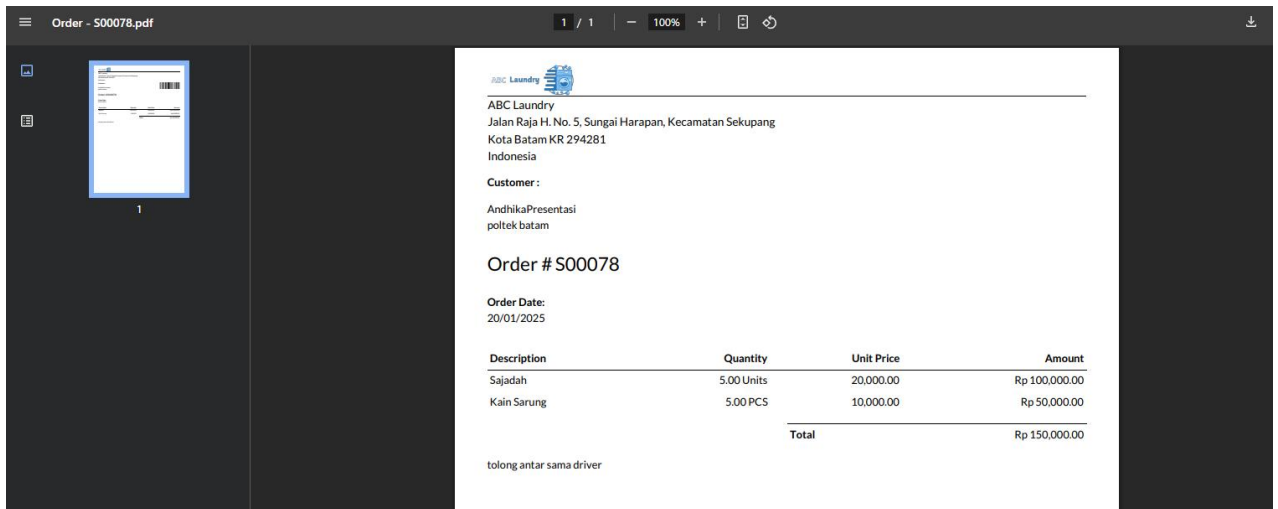 Order - S00078.pdf
1 / 1
100%
1
ABC Laundry
ABC Laundry
Jalan Raja H. No. 5, Sungai Harapan, Kecamatan Sekupang
Kota Batam KR 294281
Indonesia
Customer :
AndhikaPresentasi
poltek batam
Order # S00078
Order Date:
20/01/2025
Description Quantity Unit Price Amount
Sajadah 5.00 Units 20,000.00 Rp 100,000.00
Kain Sarung 5.00 PCS 10,000.00 Rp 50,000.00
Total Rp 150,000.00
tolong antar sama driver